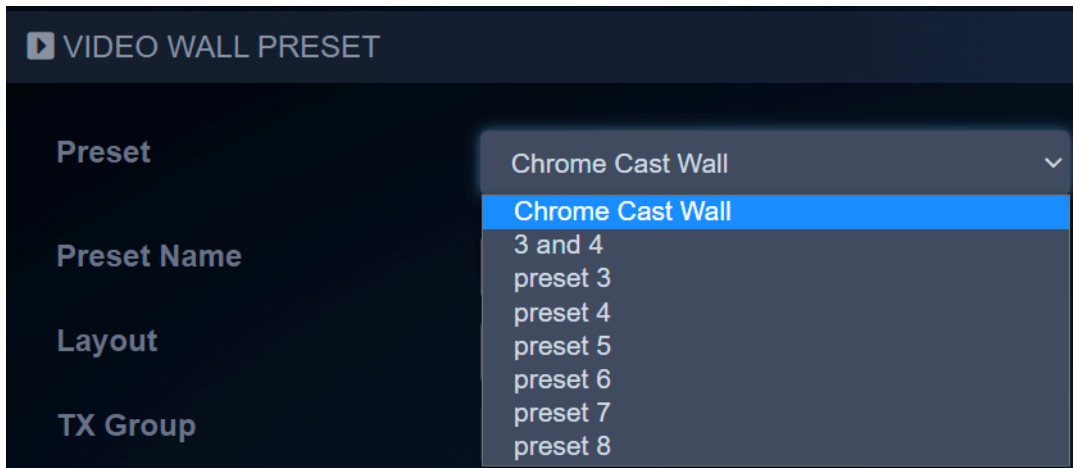 VIDEO WALL PRESET
Preset
Chrome Cast Wall
Chrome Cast Wall
3 and 4
preset 3
preset 4
preset 5
preset 6
preset 7
preset 8
Preset Name
Layout
TX Group